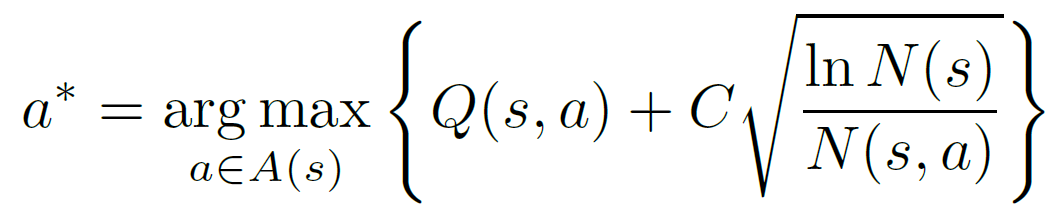 a* = arg max_{a∈A(s)} { Q(s, a) + C √( ln N(s) / N(s, a) ) }